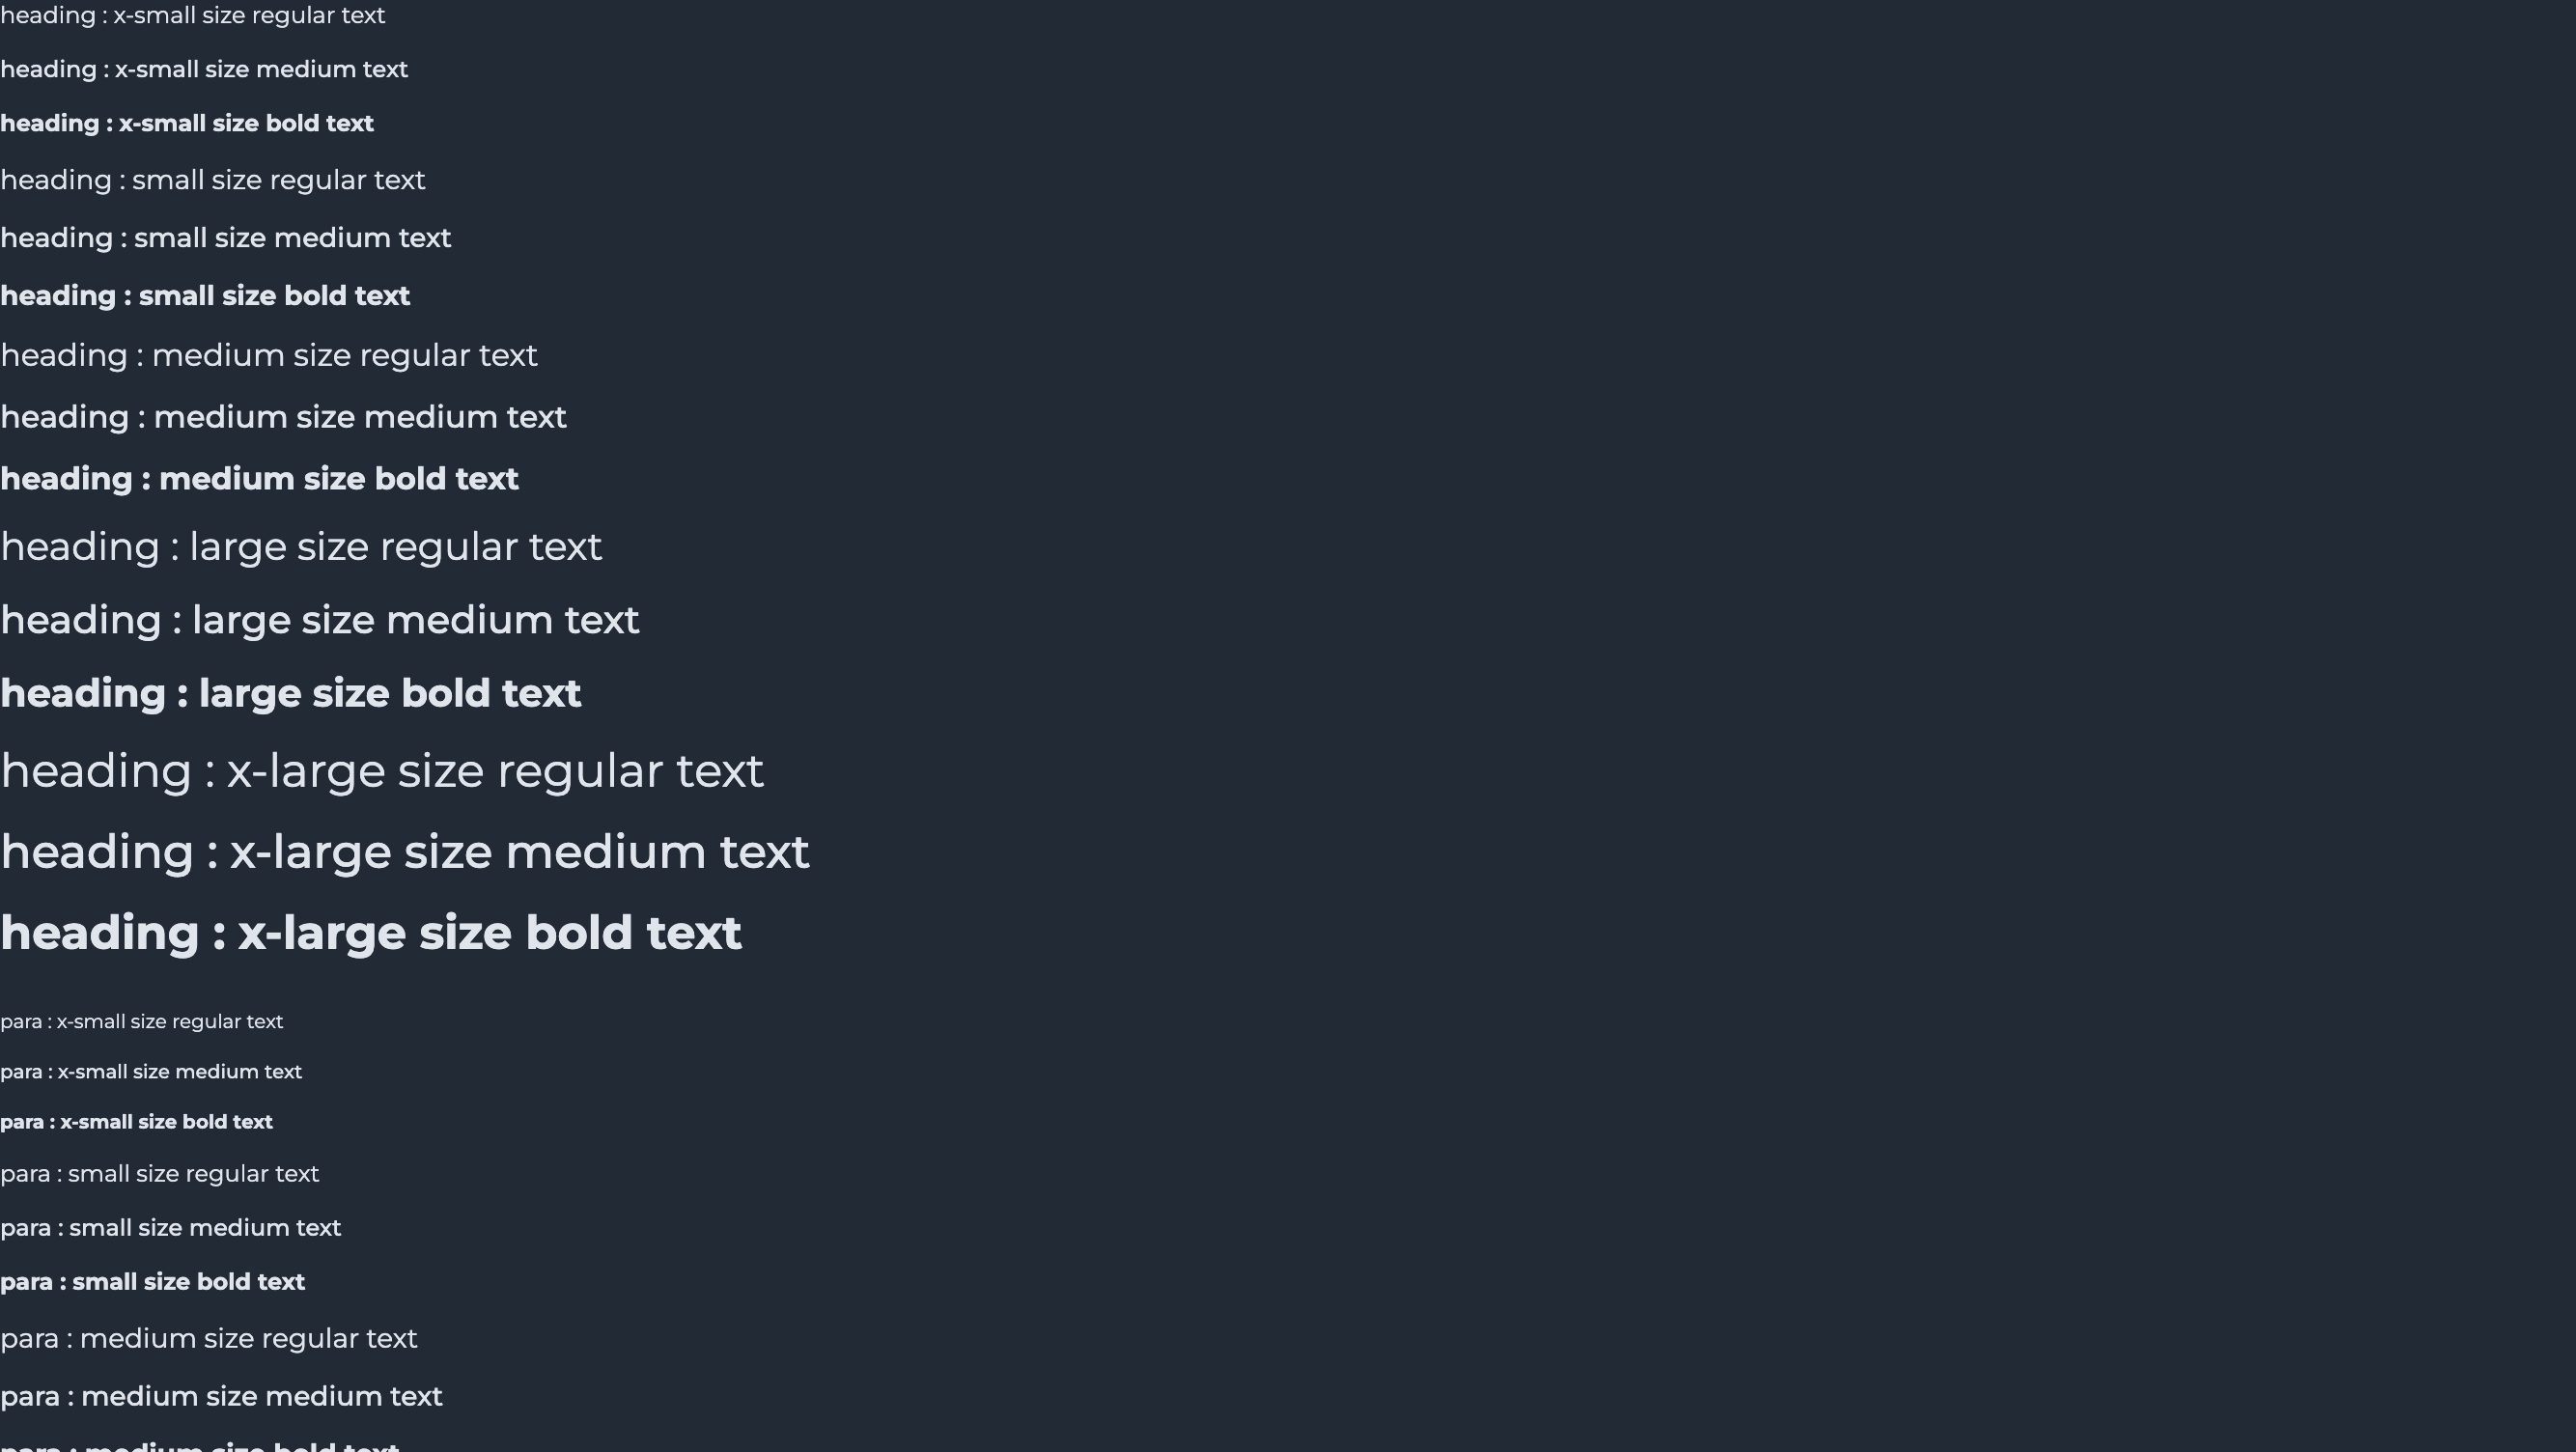 heading : x-small size regular text
heading : x-small size medium text
heading : x-small size bold text
heading : small size regular text
heading : small size medium text
heading : small size bold text
heading : medium size regular text
heading : medium size medium text
heading : medium size bold text
heading : large size regular text
heading : large size medium text
heading : large size bold text
heading : x-large size regular text
heading : x-large size medium text
heading : x-large size bold text
para : x-small size regular text
para : x-small size medium text
para : x-small size bold text
para : small size regular text
para : small size medium text
para : small size bold text
para : medium size regular text
para : medium size medium text
para : medium size bold text